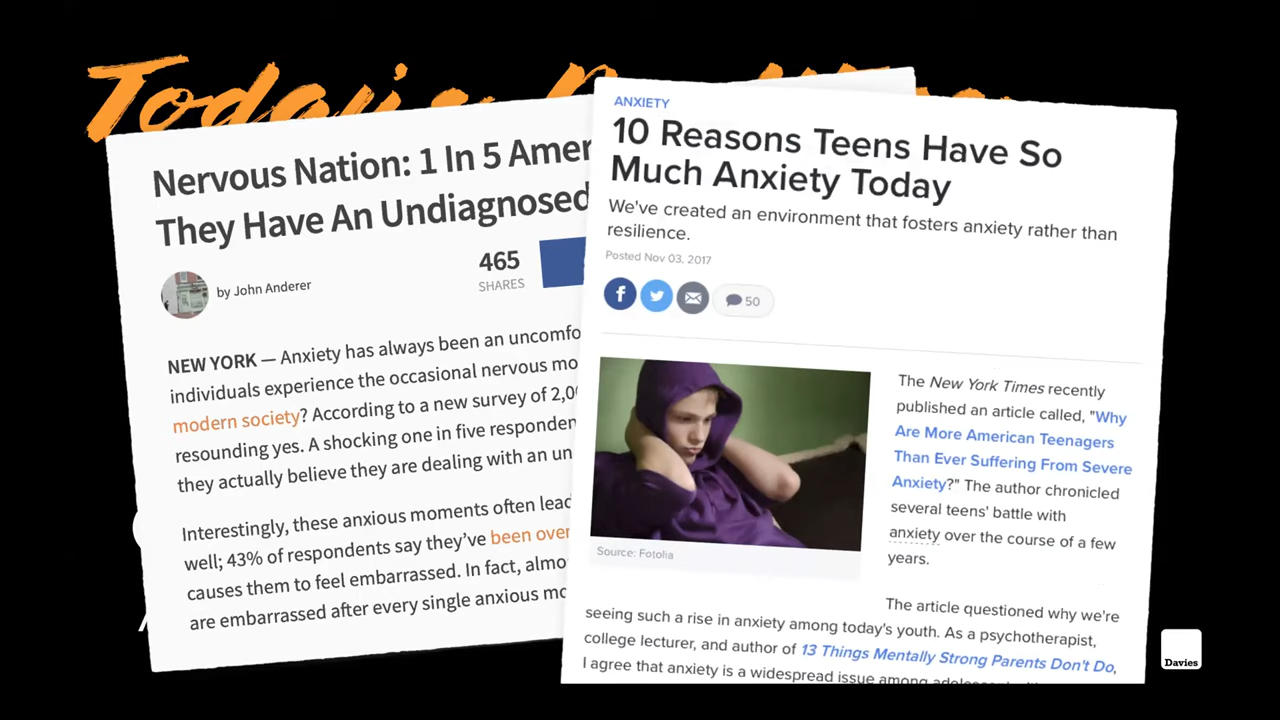 Today's
Nervous Nation: 1 In 5 Amer
They Have An Undiagnosed
465
SHARES
by John Anderer
NEW YORK — Anxiety has always been an uncomfo
individuals experience the occasional nervous mo
modern society? According to a new survey of 2,0
resounding yes. A shocking one in five responden
they actually believe they are dealing with an un
Interestingly, these anxious moments often lead
well; 43% of respondents say they've been over
causes them to feel embarrassed. In fact, almo
are embarrassed after every single anxious mo
ANXIETY
10 Reasons Teens Have So
Much Anxiety Today
We've created an environment that fosters anxiety rather than
resilience.
Posted Nov 03, 2017
f
50
The New York Times recently
published an article called, "Why
Are More American Teenagers
Than Ever Suffering From Severe
Anxiety?" The author chronicled
several teens' battle with
anxiety over the course of a few
years.
Source: Fotolia
The article questioned why we're
seeing such a rise in anxiety among today's youth. As a psychotherapist,
college lecturer, and author of 13 Things Mentally Strong Parents Don't Do,
I agree that anxiety is a widespread issue among
Davies